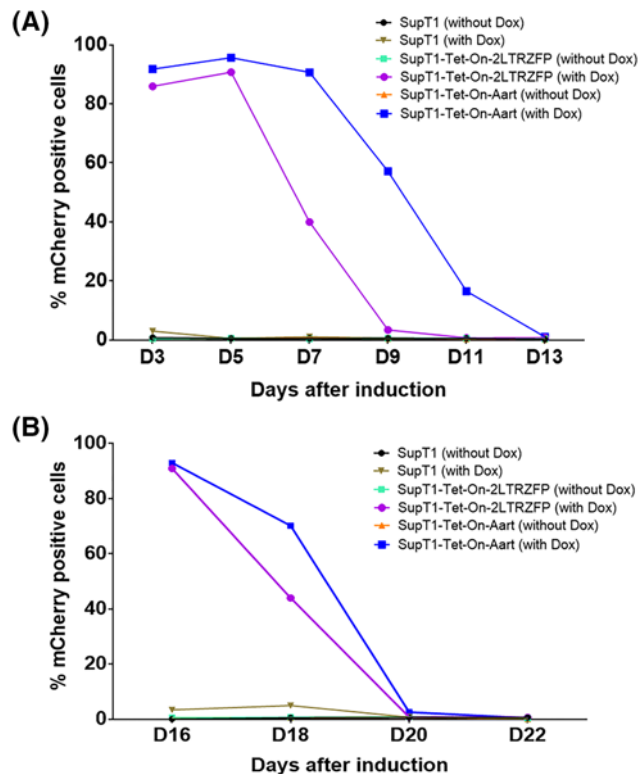 (A)
SupT1 (without Dox)
SupT1 (with Dox)
SupT1-Tet-On-2LTRZFP (without Dox)
SupT1-Tet-On-2LTRZFP (with Dox)
SupT1-Tet-On-Aart (without Dox)
SupT1-Tet-On-Aart (with Dox)
% mCherry positive cells
100
80
60
40
20
0
D3 D5 D7 D9 D11 D13
Days after induction
(B)
SupT1 (without Dox)
SupT1 (with Dox)
SupT1-Tet-On-2LTRZFP (without Dox)
SupT1-Tet-On-2LTRZFP (with Dox)
SupT1-Tet-On-Aart (without Dox)
SupT1-Tet-On-Aart (with Dox)
% mCherry positive cells
100
80
60
40
20
0
D16 D18 D20 D22
Days after induction